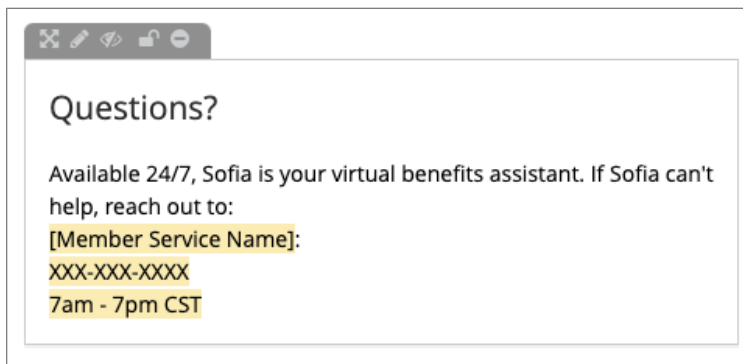 Questions?
Available 24/7, Sofia is your virtual benefits assistant. If Sofia can't
help, reach out to:
[Member Service Name]:
XXX-XXX-XXXX
7am - 7pm CST